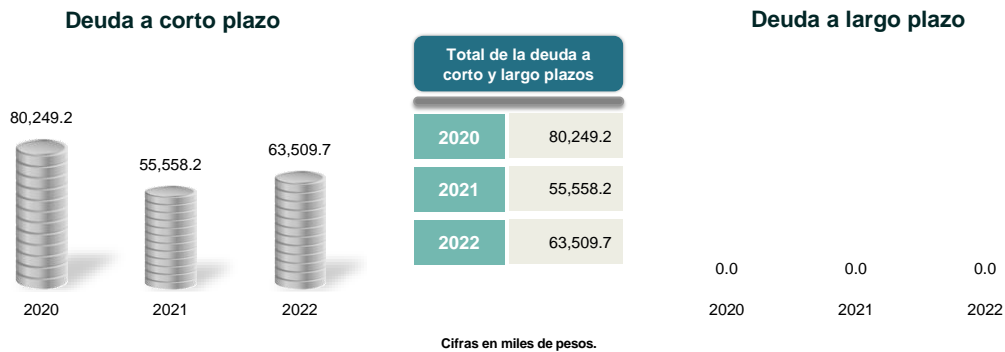 Deuda a corto plazo
80,249.2
55,558.2
63,509.7
2020
2021
2022
Total de la deuda a
corto y largo plazos
2020 80,249.2
2021 55,558.2
2022 63,509.7
Cifras en miles de pesos.
Deuda a largo plazo
0.0 0.0 0.0
2020 2021 2022